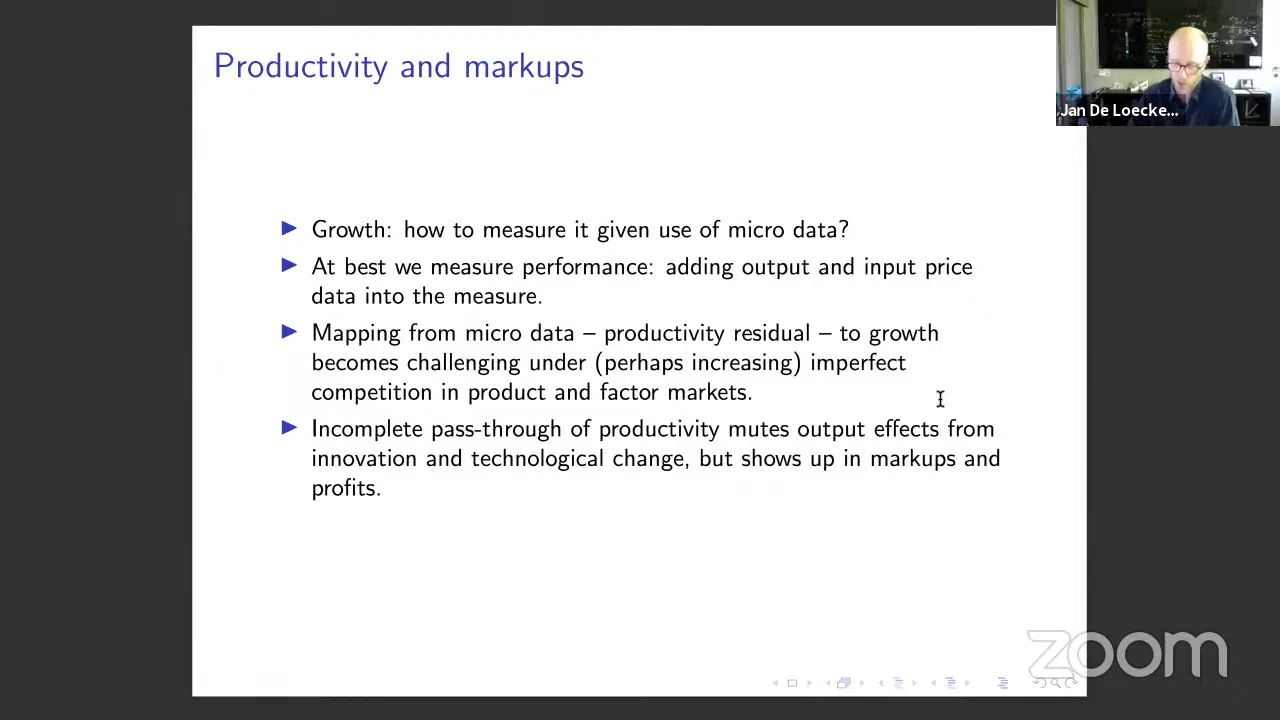 Productivity and markups
Jan De Loecke...
Growth: how to measure it given use of micro data?
At best we measure performance: adding output and input price
data into the measure.
Mapping from micro data – productivity residual – to growth
becomes challenging under (perhaps increasing) imperfect
competition in product and factor markets.
Incomplete pass-through of productivity mutes output effects from
innovation and technological change, but shows up in markups and
profits.
zoom